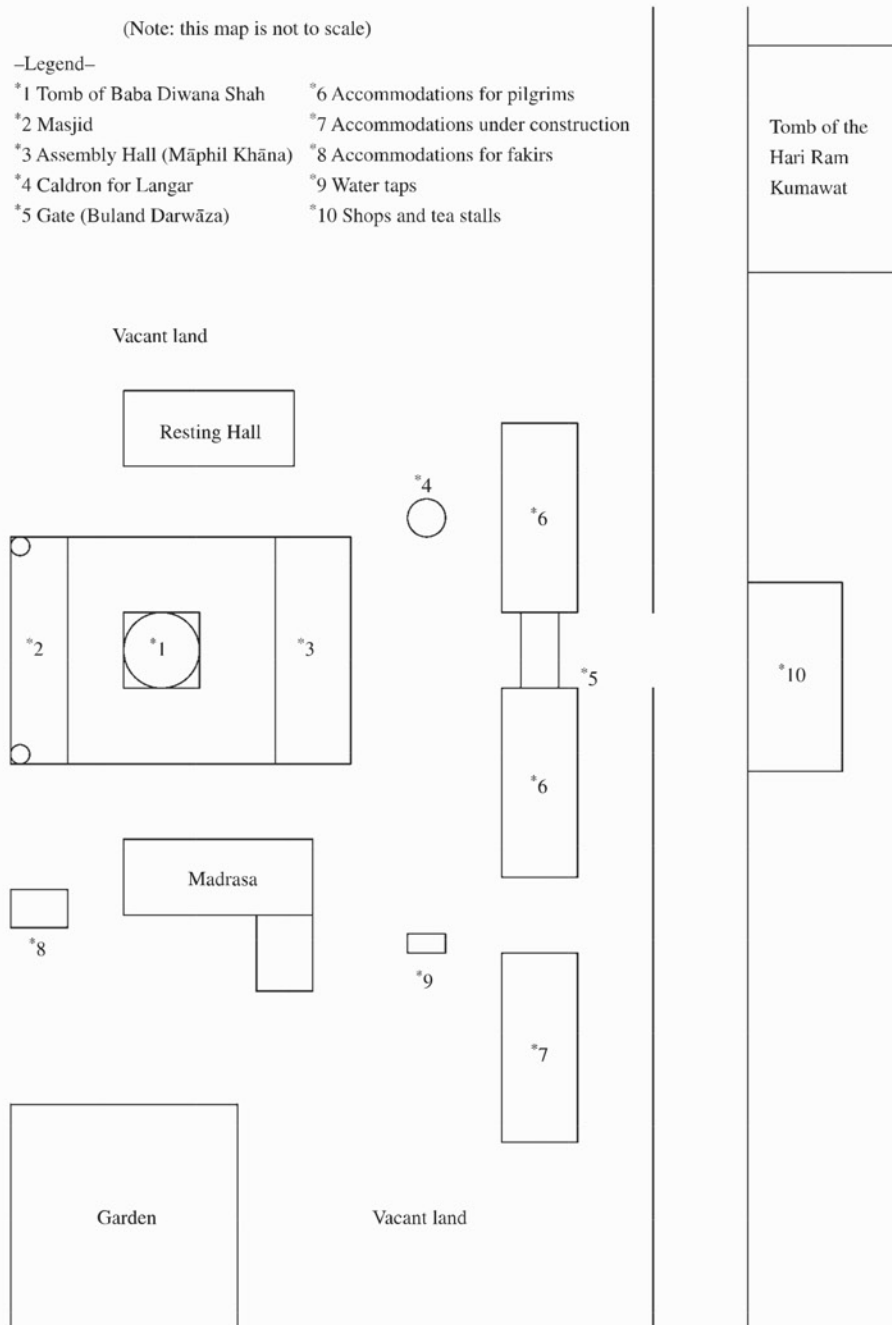 (Note: this map is not to scale)
–Legend–
*1 Tomb of Baba Diwana Shah
*2 Masjid
*3 Assembly Hall (Māphil Khāna)
*4 Caldron for Langar
*5 Gate (Buland Darwāza)
*6 Accommodations for pilgrims
*7 Accommodations under construction
*8 Accommodations for fakirs
*9 Water taps
*10 Shops and tea stalls
Tomb of the
Hari Ram
Kumawat
Vacant land
Resting Hall
*4
*6
*2
*1
*3
*5
*10
*6
Madrasa
*8
*9
*7
Garden
Vacant land